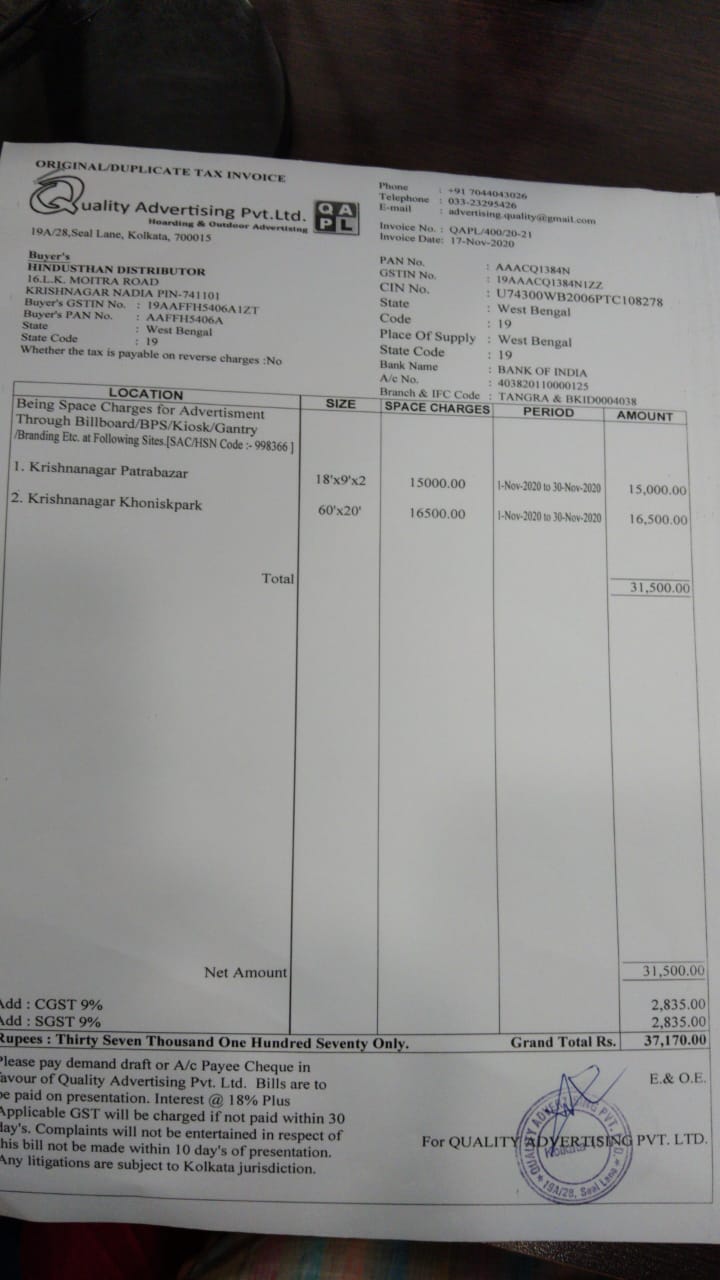 ORIGINAL/DUPLICATE TAX INVOICE
Quality Advertising Pvt.Ltd.
QA
PL
Hoarding & Outdoor Advertising
19A/28,Seal Lane, Kolkata, 700015
Phone : +91 7044043026
Telephone : 033-23295426
E-mail : advertising.quality@gmail.com
Invoice No. : QAPL/400/20-21
Invoice Date: 17-Nov-2020
Buyer's
HINDUSTHAN DISTRIBUTOR
16.L.K. MOITRA ROAD
KRISHNAGAR NADIA PIN-741101
Buyer's GSTIN No. : 19AAFFH5406A1ZT
Buyer's PAN No. : AAFFH5406A
State : West Bengal
State Code : 19
Whether the tax is payable on reverse charges :No
PAN No. : AAACQ1384N
GSTIN No. : 19AAACQ1384N1ZZ
CIN No. : U74300WB2006PTC108278
State : West Bengal
Code : 19
Place Of Supply : West Bengal
State Code : 19
Bank Name : BANK OF INDIA
A/c No. : 403820110000125
Branch & IFC Code : TANGRA & BKID0004038
LOCATION SIZE SPACE CHARGES PERIOD AMOUNT
Being Space Charges for Advertisment
Through Billboard/BPS/Kiosk/Gantry
/Branding Etc. at Following Sites.[SAC/HSN Code :- 998366 ]
1. Krishnanagar Patrabazar 18'x9'x2 15000.00 1-Nov-2020 to 30-Nov-2020 15,000.00
2. Krishnanagar Khoniskpark 60'x20' 16500.00 1-Nov-2020 to 30-Nov-2020 16,500.00
Total 31,500.00
Net Amount 31,500.00
Add : CGST 9% 2,835.00
Add : SGST 9% 2,835.00
Rupees : Thirty Seven Thousand One Hundred Seventy Only. Grand Total Rs. 37,170.00
Please pay demand draft or A/c Payee Cheque in
favour of Quality Advertising Pvt. Ltd. Bills are to
be paid on presentation. Interest @ 18% Plus
Applicable GST will be charged if not paid within 30
day's. Complaints will not be entertained in respect of
this bill not be made within 10 day's of presentation.
Any litigations are subject to Kolkata jurisdiction.
E.& O.E.
For QUALITY ADVERTISING PVT. LTD.
QUALITY ADVERTISING PVT. LTD.
Kolkata
19A/28, Seal Lane